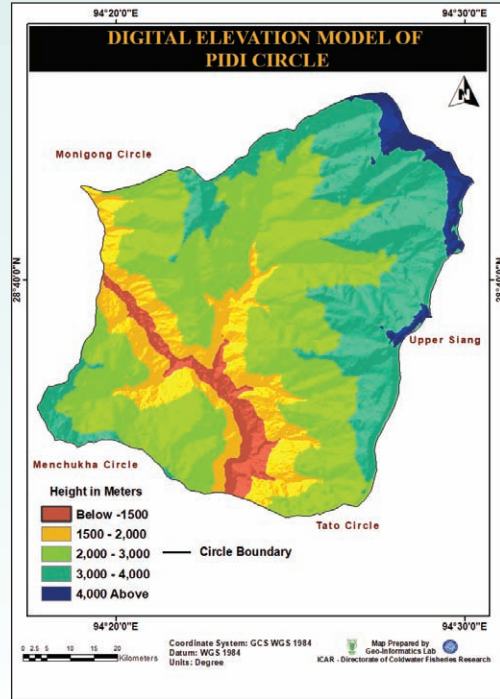 94°20'0"E
94°30'0"E
DIGITAL ELEVATION MODEL OF
PIDI CIRCLE
N
Monigong Circle
28°40'0"N
28°40'0"N
Upper Siang
Menchukha Circle
Tato Circle
Height in Meters
Below -1500
1500 - 2,000
2,000 - 3,000
Circle Boundary
3,000 - 4,000
4,000 Above
94°20'0"E
94°30'0"E
0 2.5 5 10 15 20
Kilometers
Coordinate System: GCS WGS 1984
Datum: WGS 1984
Units: Degree
Map Prepared by
Geo-Informatics Lab
ICAR - Directorate of Coldwater Fisheries Research